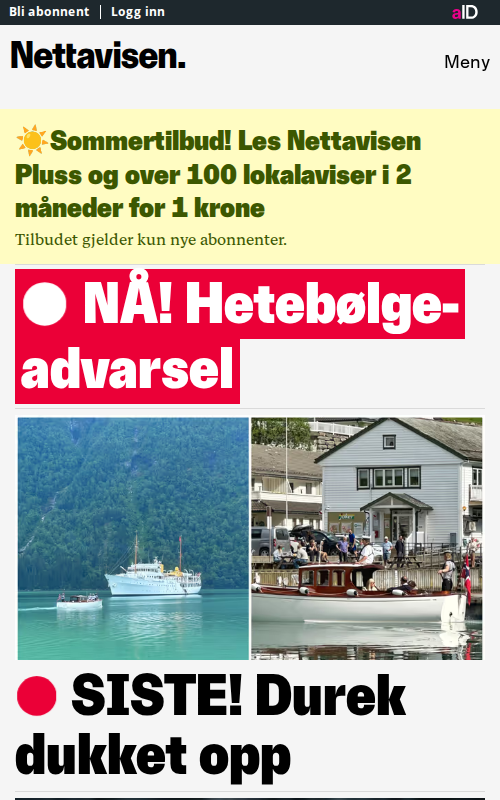 Bli abonnent | Logg inn aID
Nettavisen.
Meny
Sommertilbud! Les Nettavisen
Pluss og over 100 lokalaviser i 2
måneder for 1 krone
Tilbudet gjelder kun nye abonnenter.
NÅ! Hetebølge-
advarsel
SISTE! Durek
dukket opp